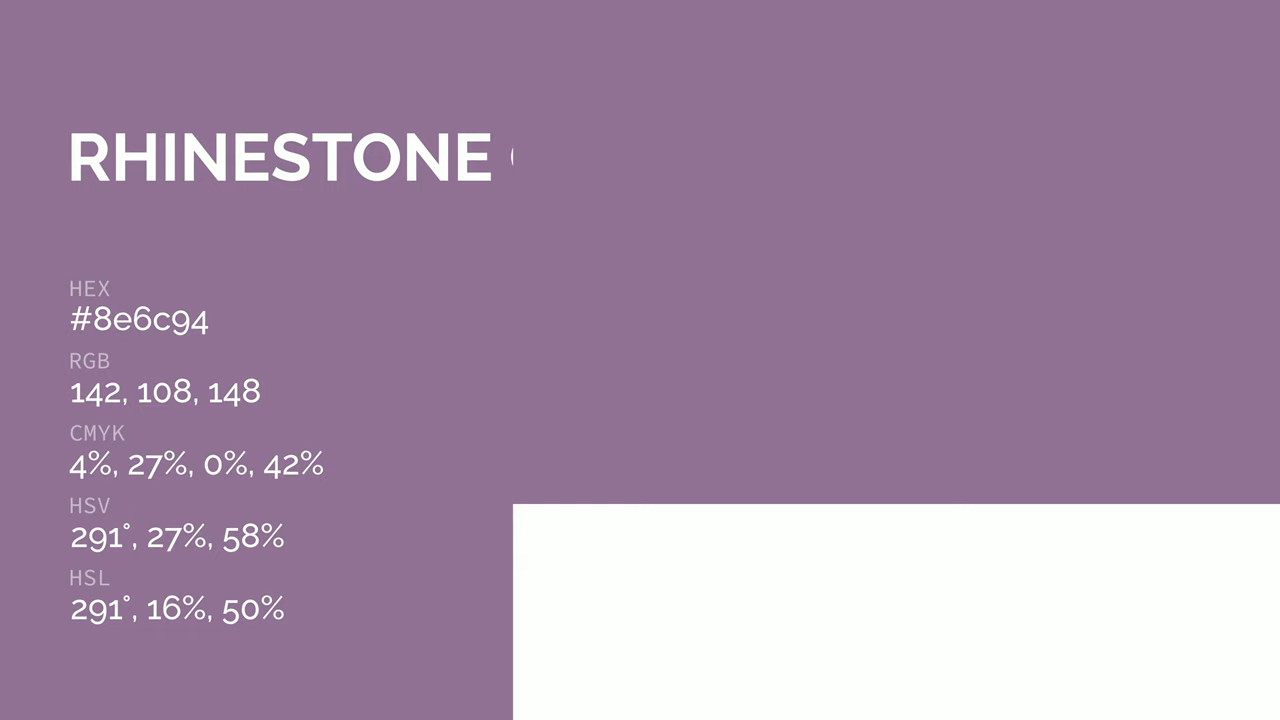 RHINESTONE
HEX
#8e6c94
RGB
142, 108, 148
CMYK
4%, 27%, 0%, 42%
HSV
291°, 27%, 58%
HSL
291°, 16%, 50%